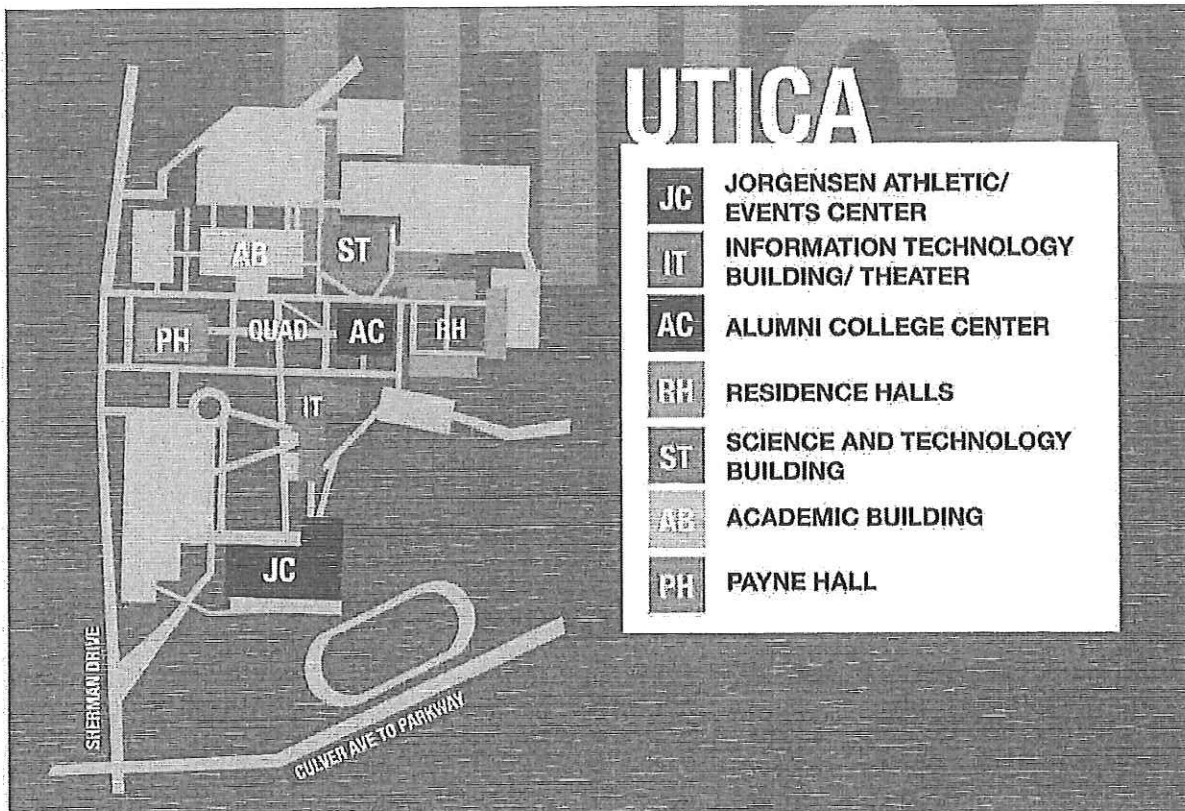 UTICA
UTICA
JC JORGENSEN ATHLETIC/
EVENTS CENTER
IT INFORMATION TECHNOLOGY
BUILDING/ THEATER
AC ALUMNI COLLEGE CENTER
RH RESIDENCE HALLS
ST SCIENCE AND TECHNOLOGY
BUILDING
AB ACADEMIC BUILDING
PH PAYNE HALL
AB
ST
PH
QUAD
AC
RH
IT
JC
SHERMAN DRIVE
CULVER AVE TO PARKWAY